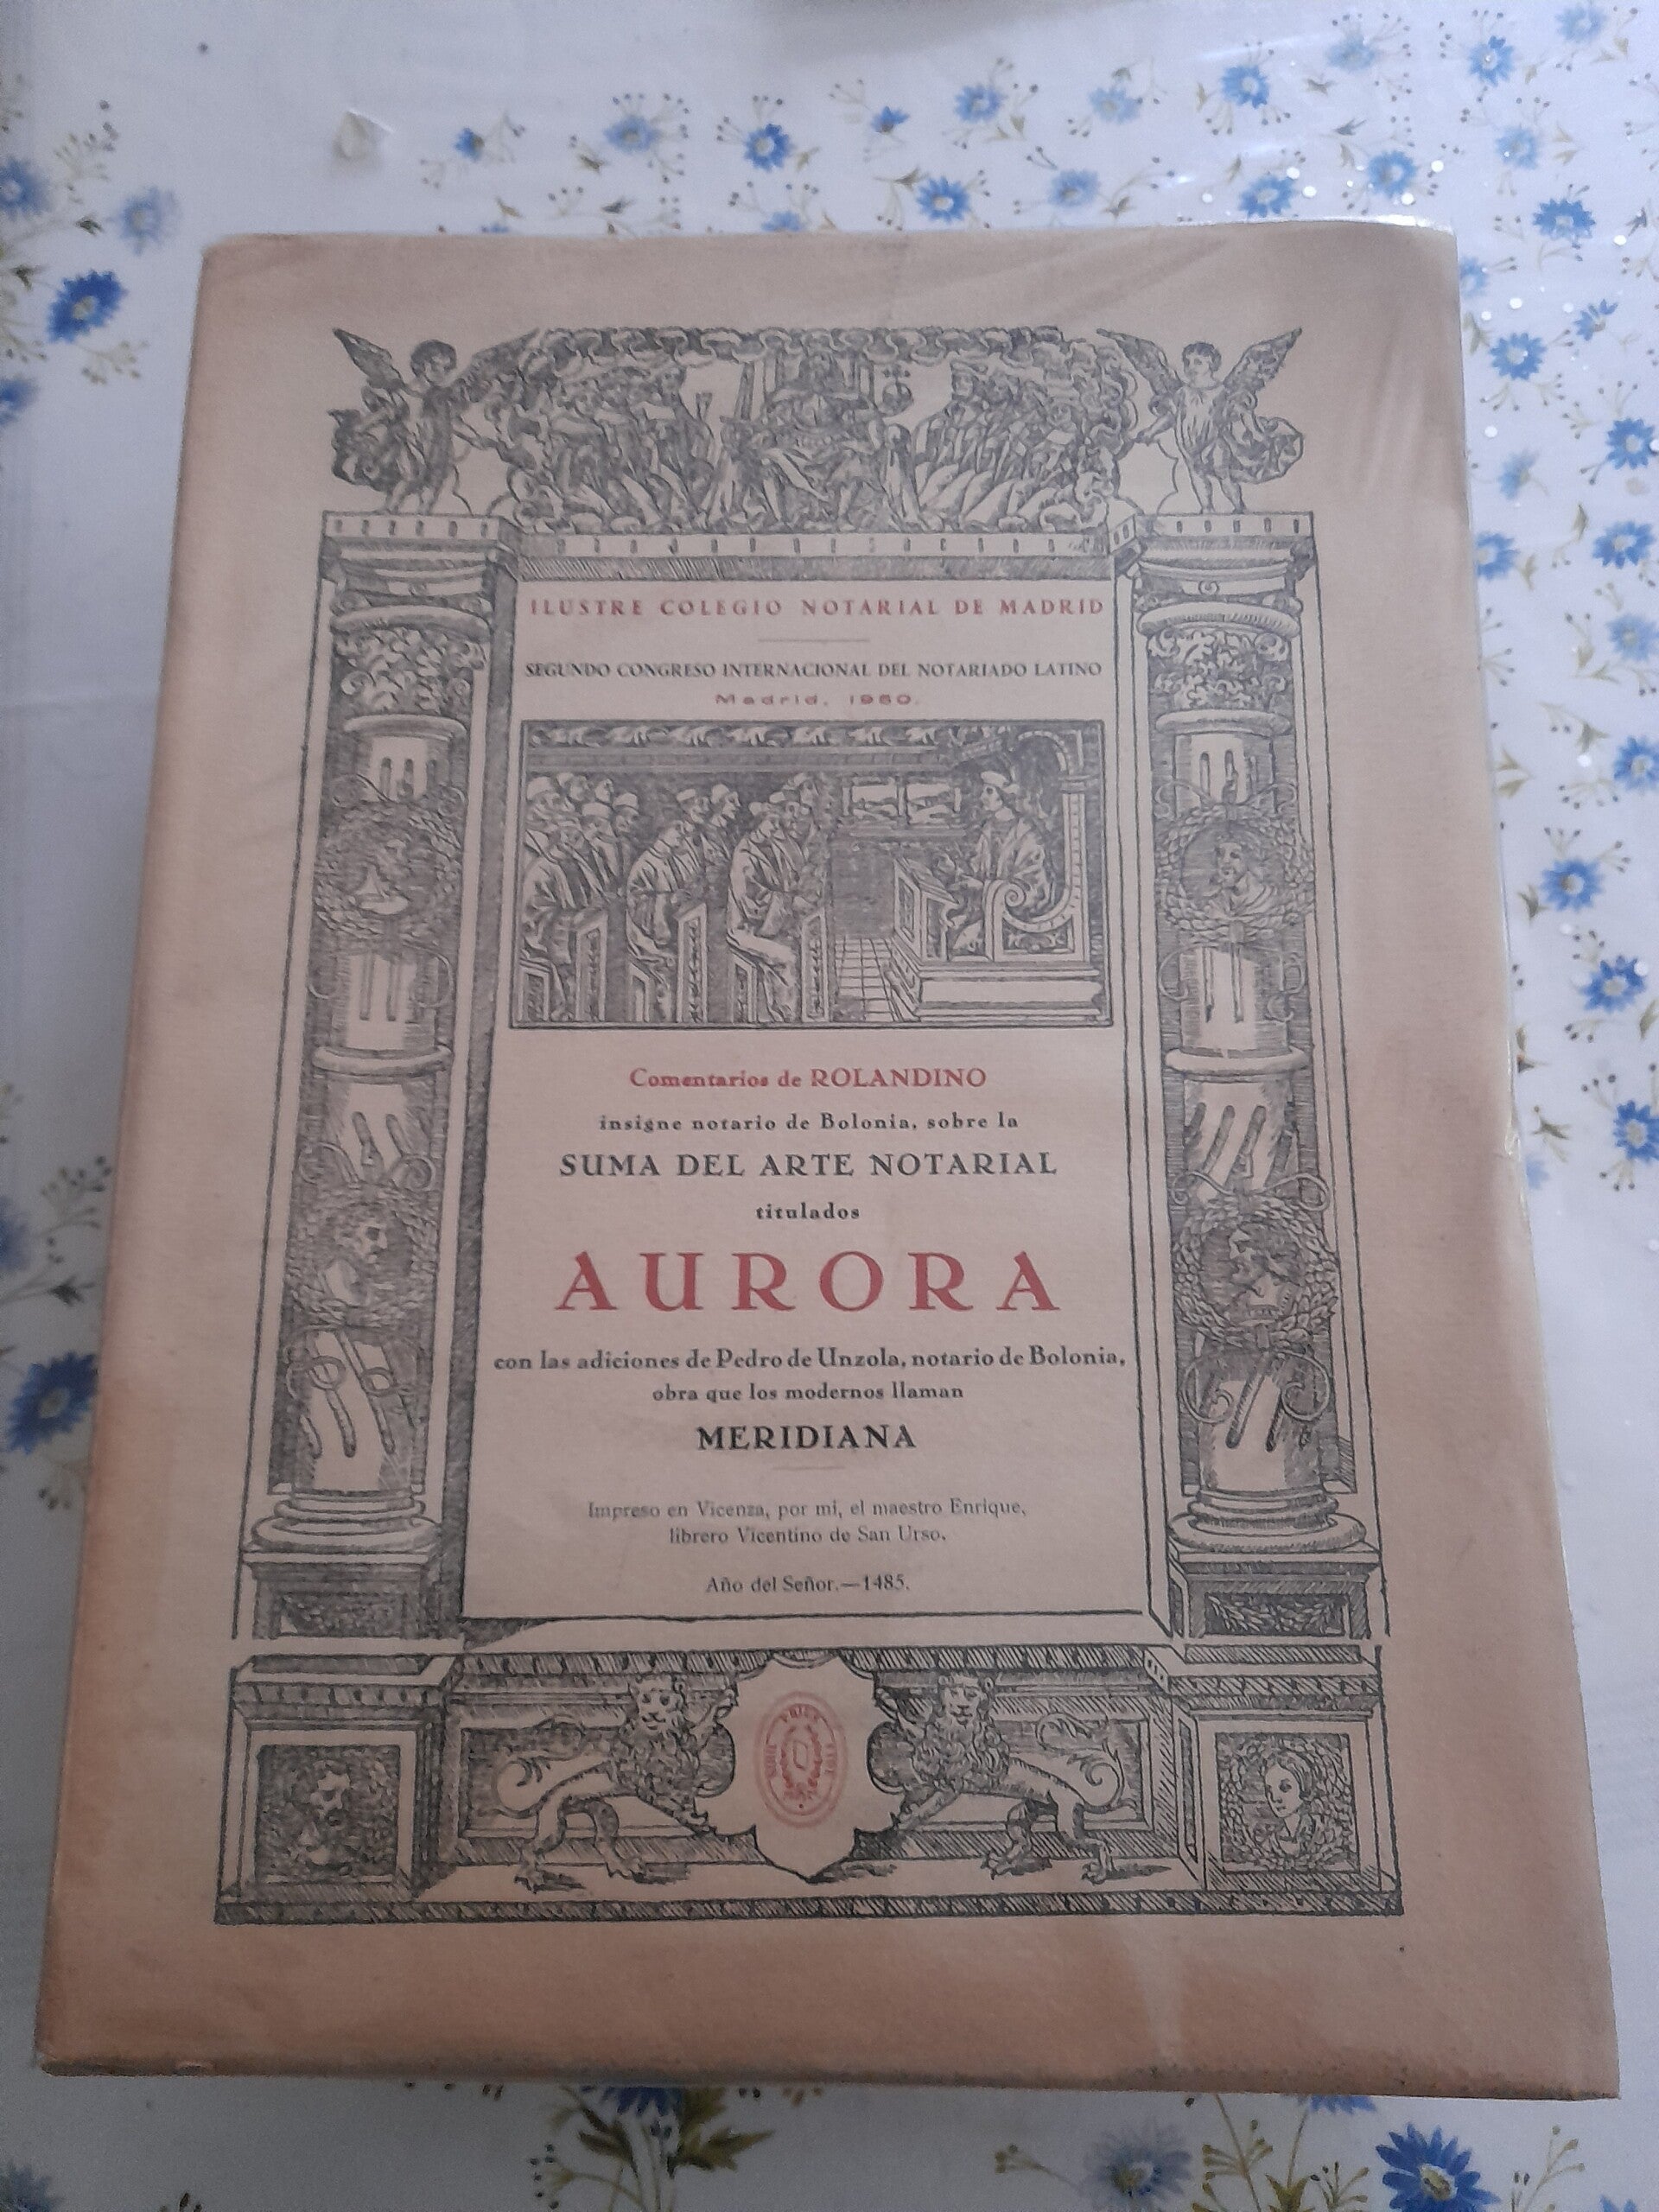 ILUSTRE COLEGIO NOTARIAL DE MADRID
SEGUNDO CONGRESO INTERNACIONAL DEL NOTARIADO LATINO
Madrid, 1950.
Comentarios de ROLANDINO
insigne notario de Bolonia, sobre la
SUMA DEL ARTE NOTARIAL
titulados
AURORA
con las adiciones de Pedro de Unzola, notario de Bolonia,
obra que los modernos llaman
MERIDIANA
Impreso en Vicenza, por mi, el maestro Enrique,
librero Vicentino de San Urso.
Año del Señor.—1485.